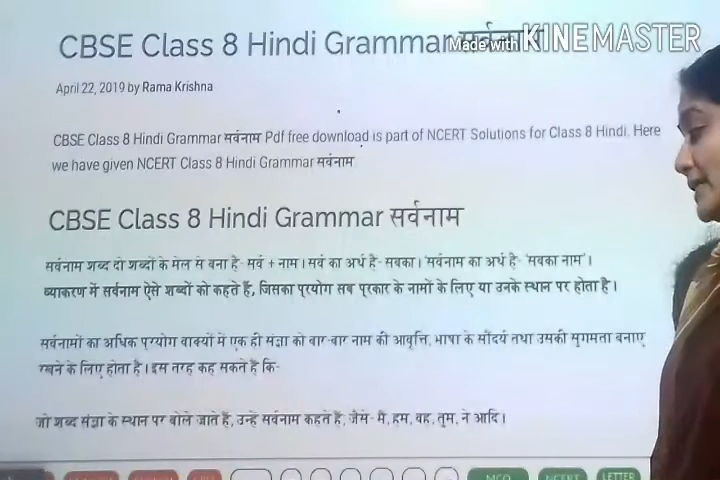 CBSE Class 8 Hindi Grammar सर्वनाम
Made with KINEMASTER
April 22, 2019 by Rama Krishna
CBSE Class 8 Hindi Grammar सर्वनाम Pdf free download is part of NCERT Solutions for Class 8 Hindi. Here
we have given NCERT Class 8 Hindi Grammar सर्वनाम
CBSE Class 8 Hindi Grammar सर्वनाम
सर्वनाम शब्द दो शब्दों के मेल से बना है- सर्व + नाम। सर्व का अर्थ है- सबका। 'सर्वनाम का अर्थ है- 'सबका नाम'।
व्याकरण में सर्वनाम ऐसे शब्दों को कहते हैं, जिसका प्रयोग सब प्रकार के नामों के लिए या उनके स्थान पर होता है।
सर्वनामों का अधिक प्रयोग वाक्यों में एक ही संज्ञा को बार-बार नाम की आवृत्ति, भाषा के सौंदर्य तथा उसकी सुगमता बनाए
रखने के लिए होता है। इस तरह कह सकते हैं कि-
जो शब्द संज्ञा के स्थान पर बोले जाते हैं, उन्हें सर्वनाम कहते हैं, जैसे- मैं, हम, वह, तुम, ने आदि।
MCQ NCERT LETTER